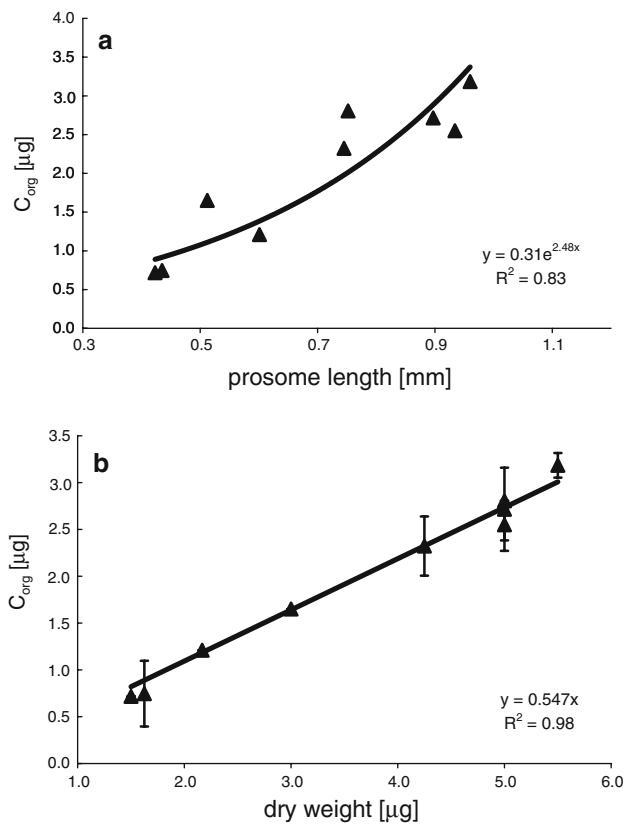 a
4.0
3.5
3.0
2.5
2.0
1.5
1.0
0.5
0.0
C_org [µg]
0.3 0.5 0.7 0.9 1.1
prosome length [mm]
y = 0.31e^2.48x
R² = 0.83
b
3.5
3.0
2.5
2.0
1.5
1.0
0.5
0.0
C_org [µg]
1.0 2.0 3.0 4.0 5.0 6.0
dry weight [µg]
y = 0.547x
R² = 0.98